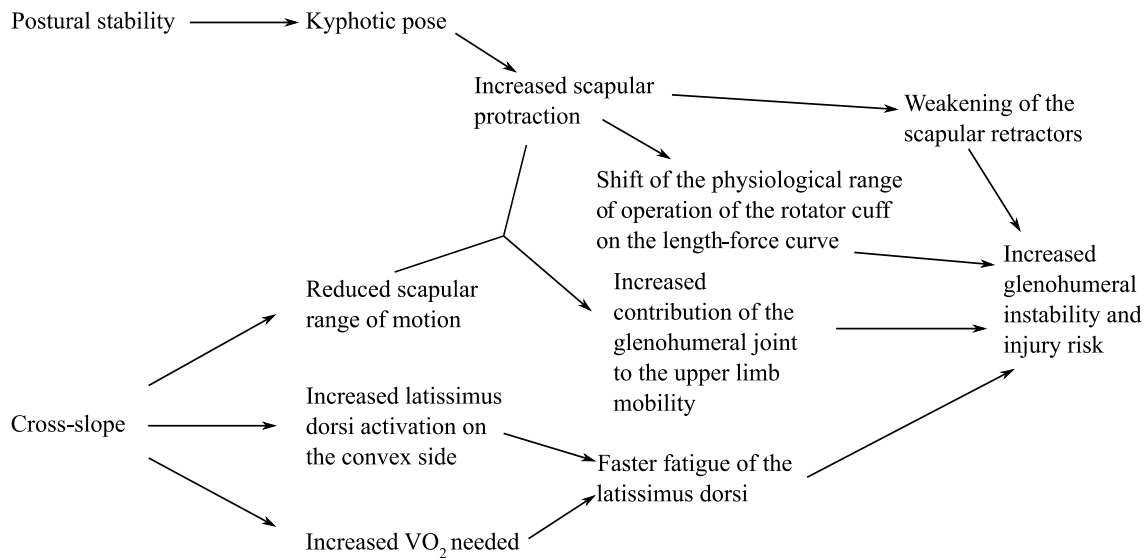 Postural stability
Kyphotic pose
Increased scapular
protraction
Weakening of the
scapular retractors
Shift of the physiological range
of operation of the rotator cuff
on the length-force curve
Increased
glenohumeral
instability and
injury risk
Reduced scapular
range of motion
Increased
contribution of the
glenohumeral joint
to the upper limb
mobility
Cross-slope
Increased latissimus
dorsi activation on
the convex side
Faster fatigue of the
latissimus dorsi
Increased VO₂ needed